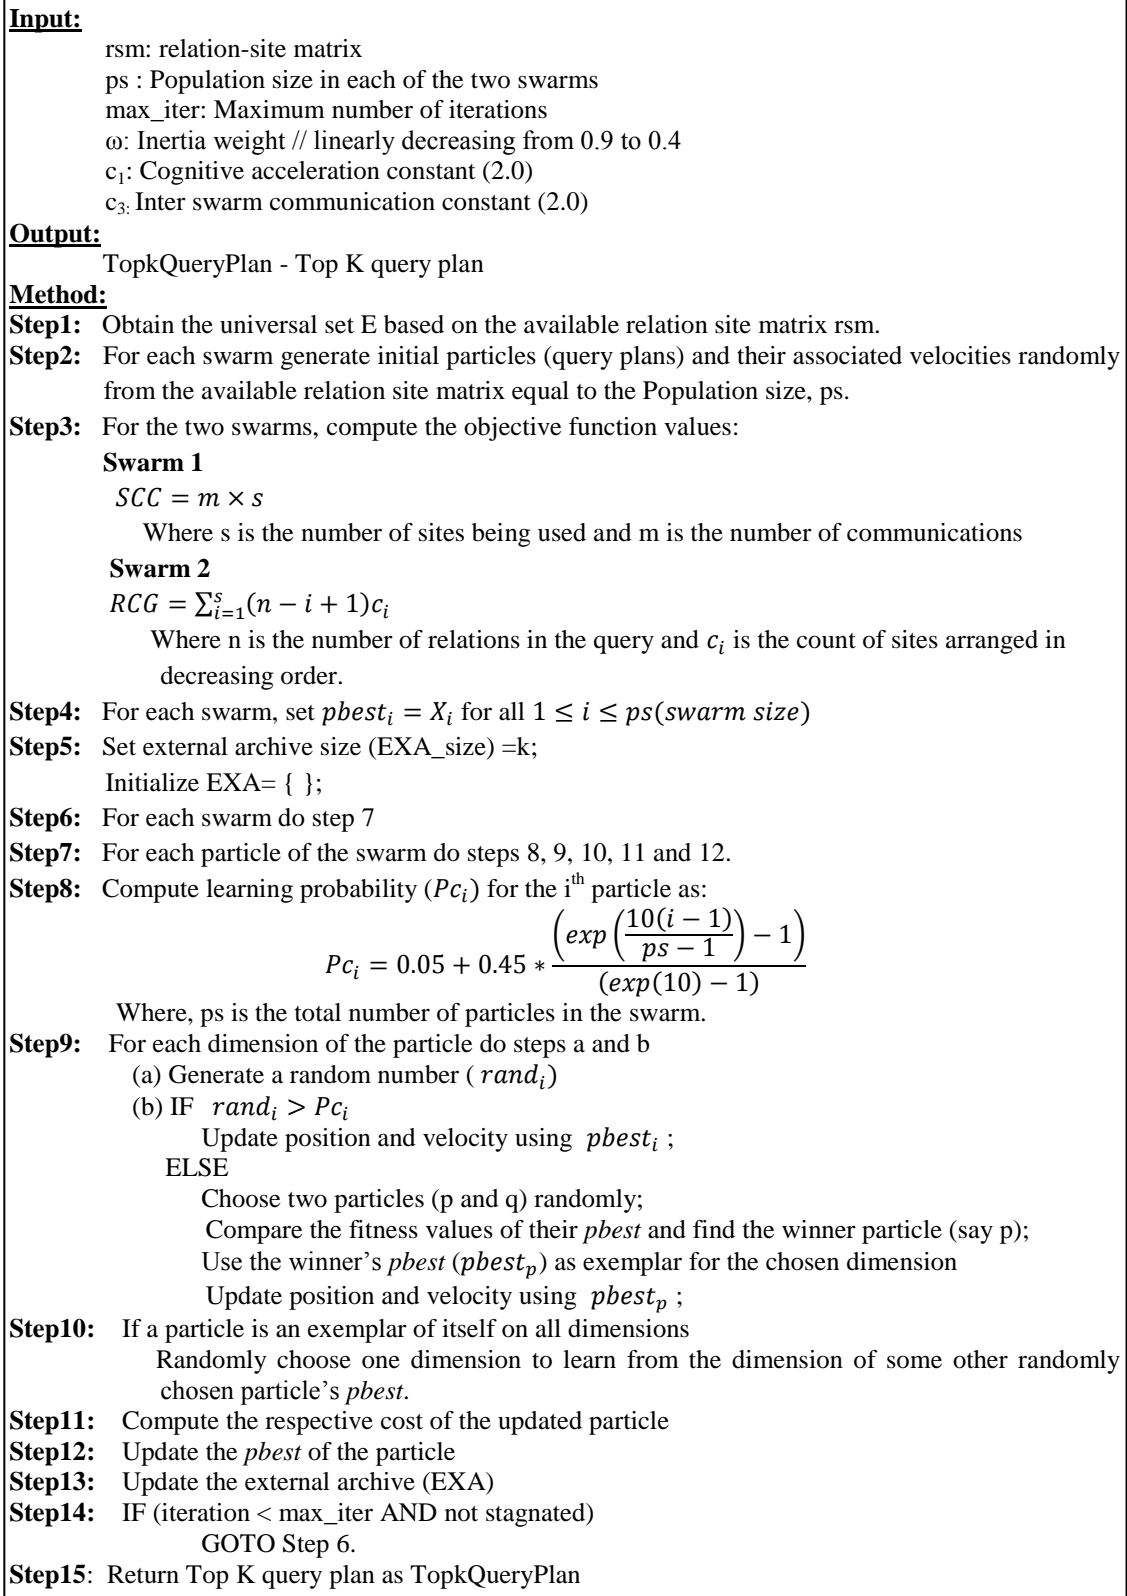 Input:
rsm: relation-site matrix
ps : Population size in each of the two swarms
max_iter: Maximum number of iterations
ω: Inertia weight // linearly decreasing from 0.9 to 0.4
c₁: Cognitive acceleration constant (2.0)
c₃: Inter swarm communication constant (2.0)
Output:
TopkQueryPlan - Top K query plan
Method:
Step1: Obtain the universal set E based on the available relation site matrix rsm.
Step2: For each swarm generate initial particles (query plans) and their associated velocities randomly
from the available relation site matrix equal to the Population size, ps.
Step3: For the two swarms, compute the objective function values:
Swarm 1
SCC = m × s
Where s is the number of sites being used and m is the number of communications
Swarm 2
RCG = ∑ᵢ₌₁ˢ(n − i + 1)cᵢ
Where n is the number of relations in the query and cᵢ is the count of sites arranged in
decreasing order.
Step4: For each swarm, set pbestᵢ = Xᵢ for all 1 ≤ i ≤ ps(swarm size)
Step5: Set external archive size (EXA_size) =k;
Initialize EXA= { };
Step6: For each swarm do step 7
Step7: For each particle of the swarm do steps 8, 9, 10, 11 and 12.
Step8: Compute learning probability (Pcᵢ) for the iᵗʰ particle as:
Pcᵢ = 0.05 + 0.45 * (exp(10(i − 1)/(ps − 1)) − 1)/(exp(10) − 1)
Where, ps is the total number of particles in the swarm.
Step9: For each dimension of the particle do steps a and b
(a) Generate a random number ( randᵢ)
(b) IF randᵢ > Pcᵢ
Update position and velocity using pbestᵢ ;
ELSE
Choose two particles (p and q) randomly;
Compare the fitness values of their pbest and find the winner particle (say p);
Use the winner's pbest (pbestₚ) as exemplar for the chosen dimension
Update position and velocity using pbestₚ ;
Step10: If a particle is an exemplar of itself on all dimensions
Randomly choose one dimension to learn from the dimension of some other randomly
chosen particle's pbest.
Step11: Compute the respective cost of the updated particle
Step12: Update the pbest of the particle
Step13: Update the external archive (EXA)
Step14: IF (iteration < max_iter AND not stagnated)
GOTO Step 6.
Step15: Return Top K query plan as TopkQueryPlan